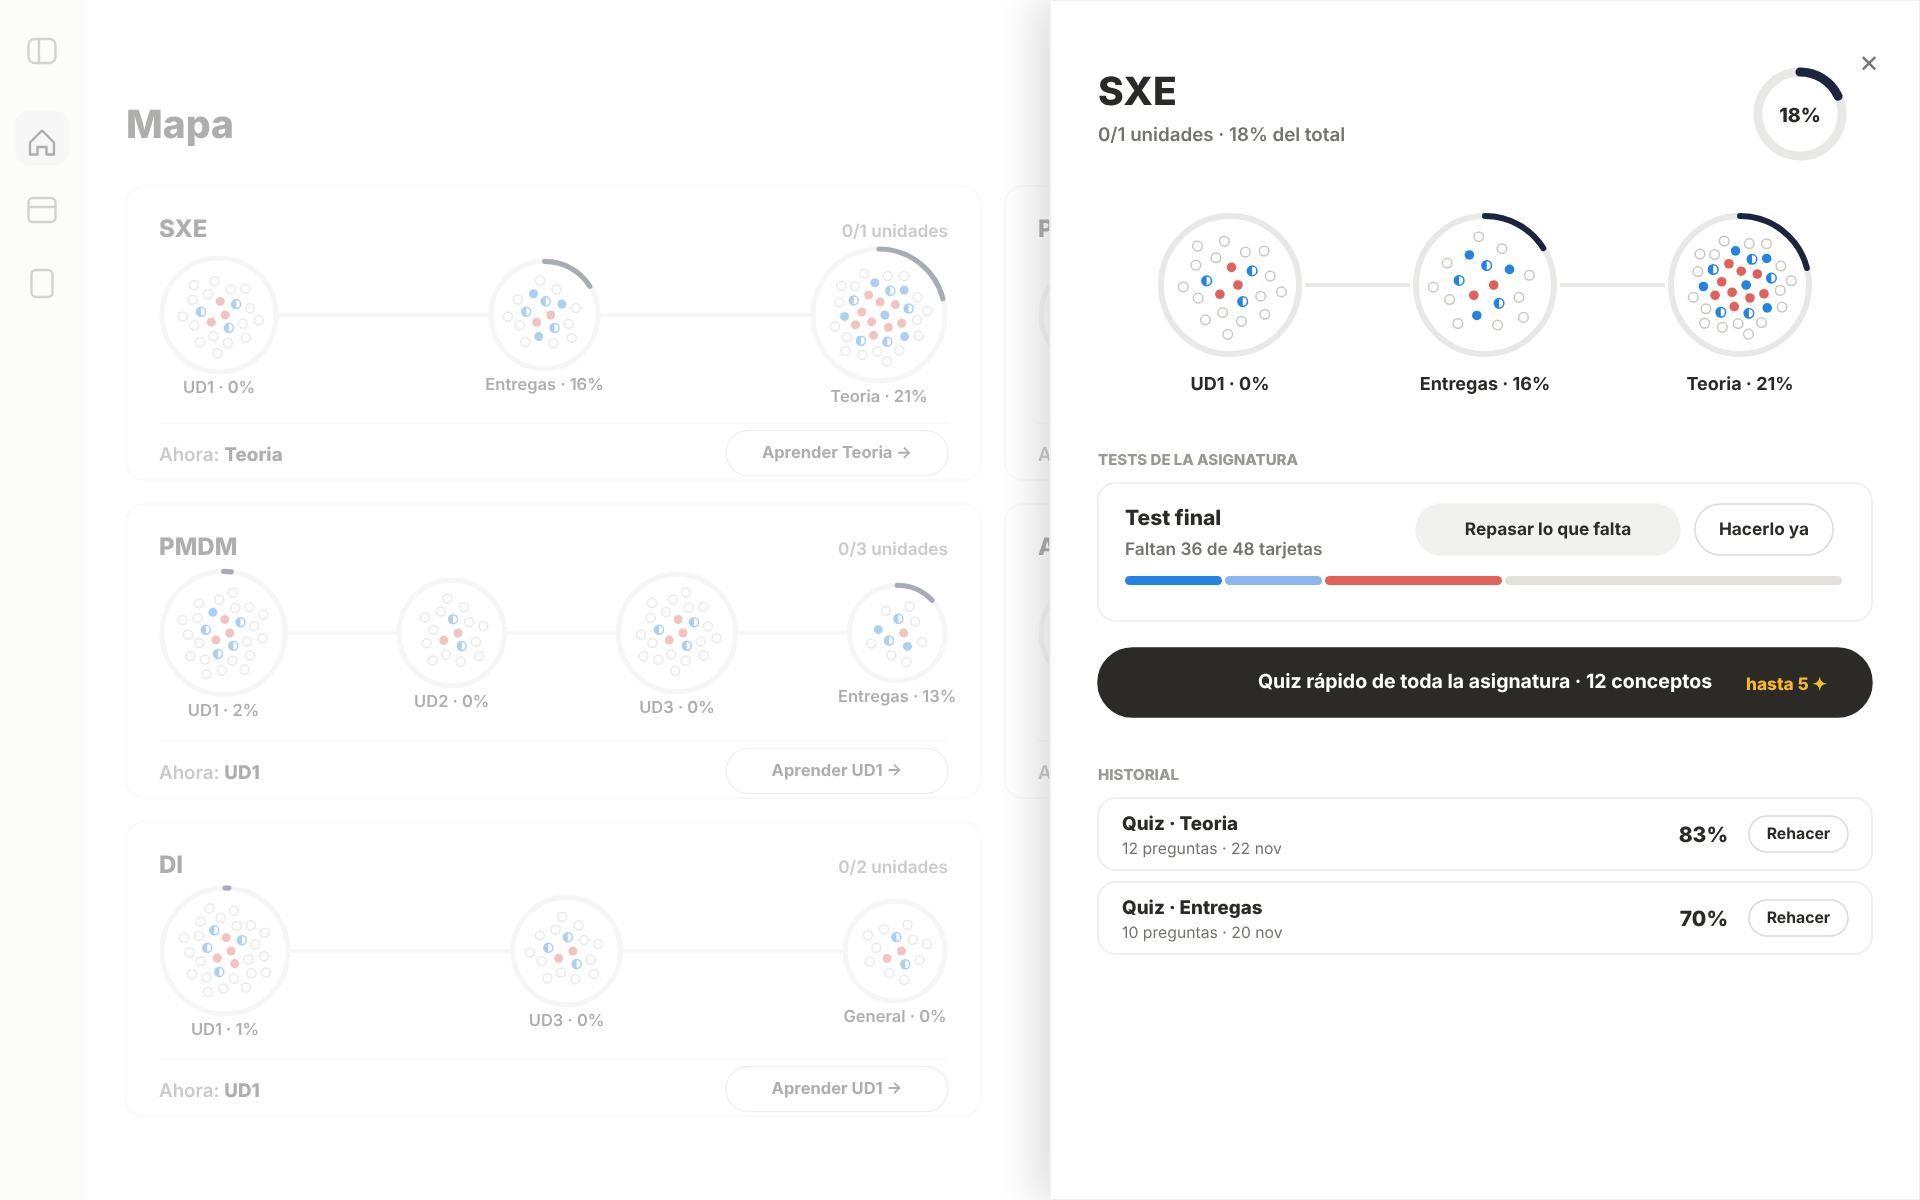 Mapa
SXE
0/1 unidades
UD1 · 0%
Entregas · 16%
Teoria · 21%
Ahora: Teoria
Aprender Teoria →
PMDM
0/3 unidades
UD1 · 2%
UD2 · 0%
UD3 · 0%
Entregas · 13%
Ahora: UD1
Aprender UD1 →
DI
0/2 unidades
UD1 · 1%
UD3 · 0%
General · 0%
Ahora: UD1
Aprender UD1 →
SXE
0/1 unidades · 18% del total
18%
UD1 · 0%
Entregas · 16%
Teoria · 21%
TESTS DE LA ASIGNATURA
Test final
Faltan 36 de 48 tarjetas
Repasar lo que falta
Hacerlo ya
Quiz rápido de toda la asignatura · 12 conceptos
hasta 5 ✦
HISTORIAL
Quiz · Teoria
12 preguntas · 22 nov
83%
Rehacer
Quiz · Entregas
10 preguntas · 20 nov
70%
Rehacer